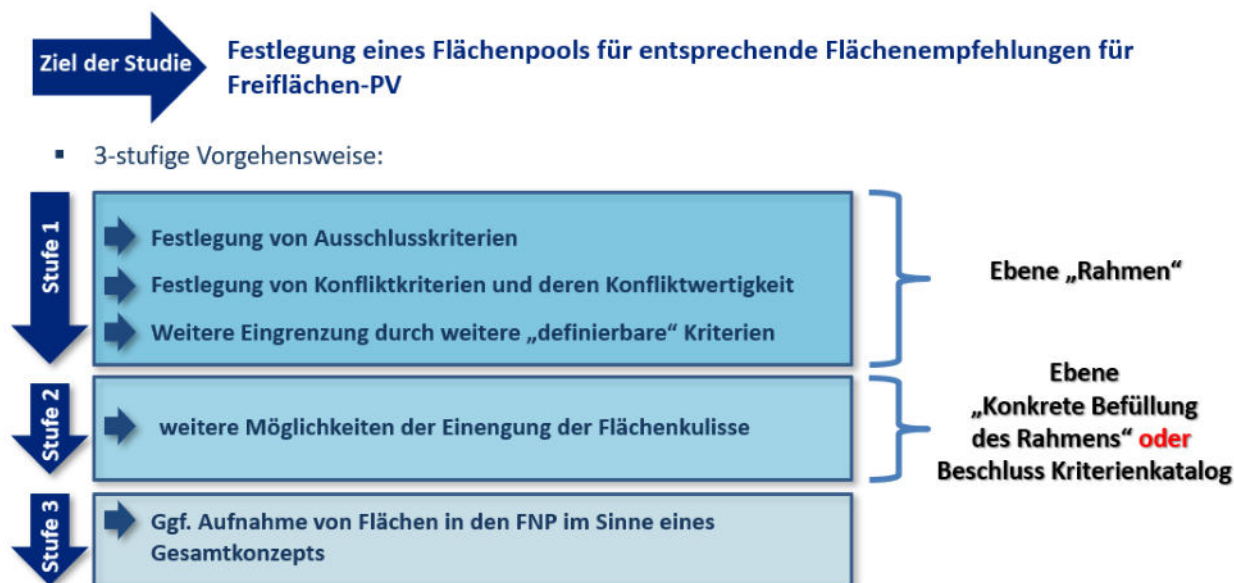 Ziel der Studie
Festlegung eines Flächenpools für entsprechende Flächenempfehlungen für
Freiflächen-PV
▪ 3-stufige Vorgehensweise:
Stufe 1
Festlegung von Ausschlusskriterien
Festlegung von Konfliktkriterien und deren Konfliktwertigkeit
Weitere Eingrenzung durch weitere „definierbare“ Kriterien
Ebene „Rahmen“
Stufe 2
weitere Möglichkeiten der Einengung der Flächenkulisse
Ebene
„Konkrete Befüllung
des Rahmens“ oder
Beschluss Kriterienkatalog
Stufe 3
Ggf. Aufnahme von Flächen in den FNP im Sinne eines
Gesamtkonzepts